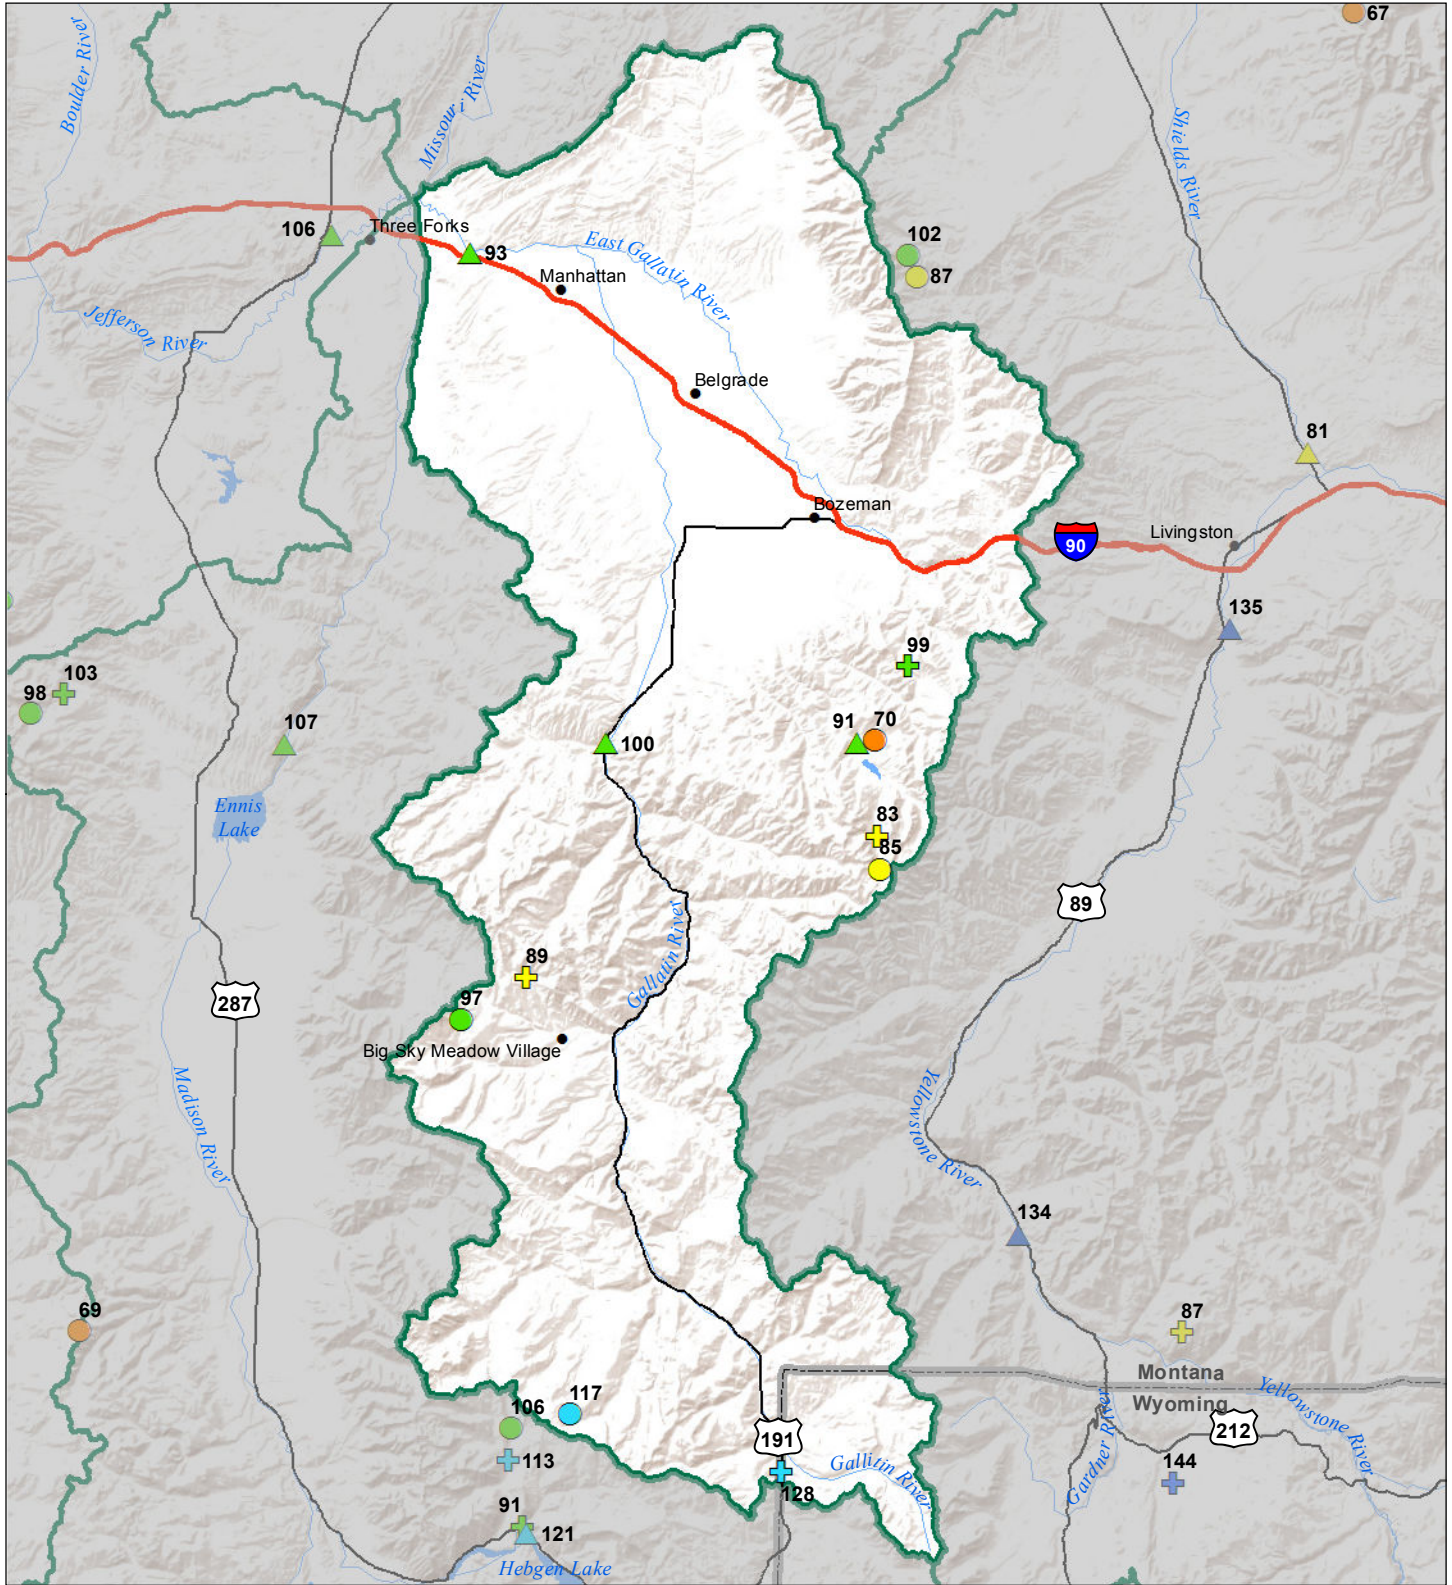 67
Boulder River
Missouri River
Shields River
106
Three Forks
93
East Gallatin River
102
87
Manhattan
Jefferson River
Belgrade
81
Bozeman
Livingston
90
135
99
103
98
107
100
91
70
Ennis
Lake
83
85
89
Gallatin River
89
97
287
Big Sky Meadow Village
Madison River
Yellowstone River
134
69
87
Montana
Wyoming
Yellowstone River
117
106
191
212
Gardner River
113
Gallitin River
144
128
91
121
Hebgen Lake